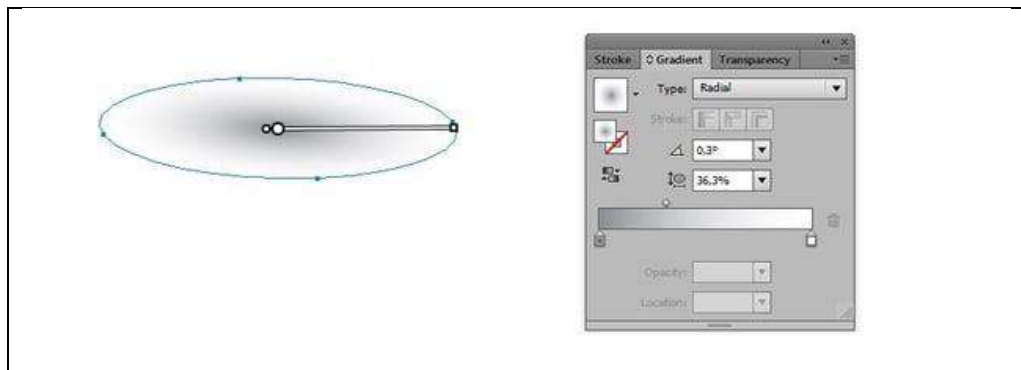 Stroke Gradient Transparency
Type: Radial
Stroke:
0,3°
36,3%
Opacity:
Location: